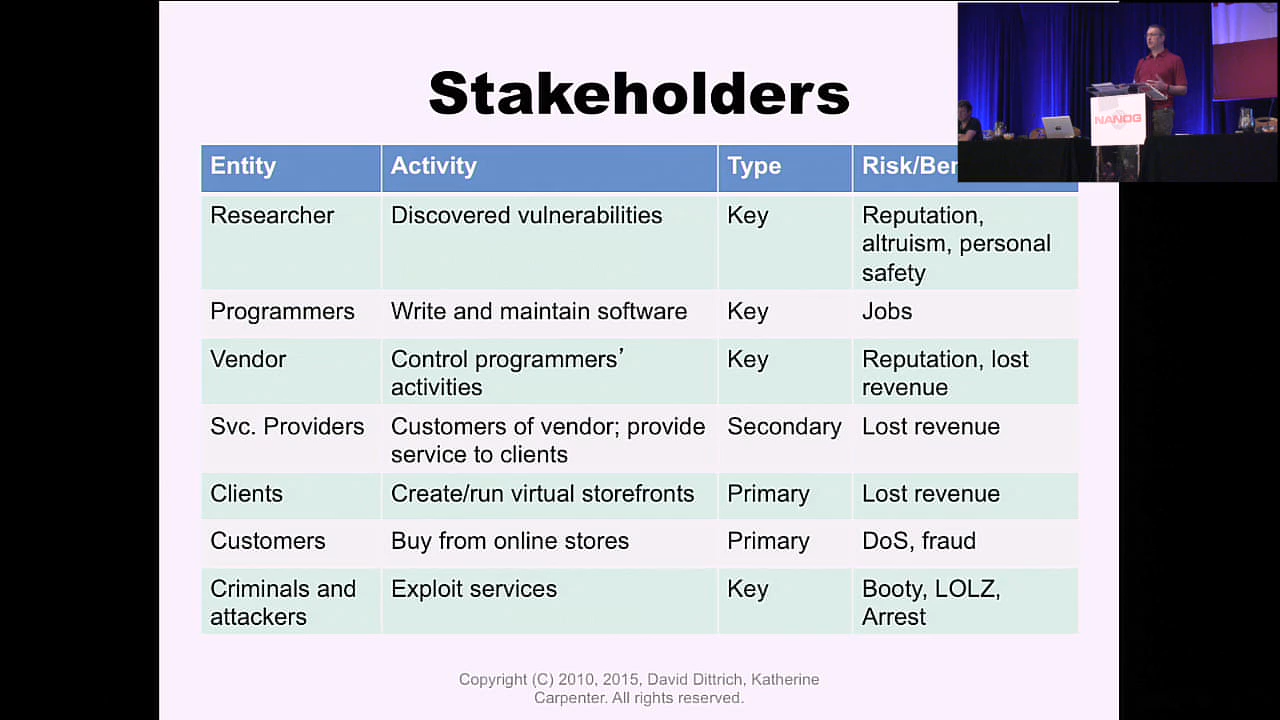 Stakeholders
NANOG
Entity Activity Type Risk/Ber
Researcher Discovered vulnerabilities Key Reputation,
altruism, personal
safety
Programmers Write and maintain software Key Jobs
Vendor Control programmers’ Key Reputation, lost
activities revenue
Svc. Providers Customers of vendor; provide Secondary Lost revenue
service to clients
Clients Create/run virtual storefronts Primary Lost revenue
Customers Buy from online stores Primary DoS, fraud
Criminals and Exploit services Key Booty, LOLZ,
attackers Arrest
Copyright (C) 2010, 2015, David Dittrich, Katherine
Carpenter. All rights reserved.